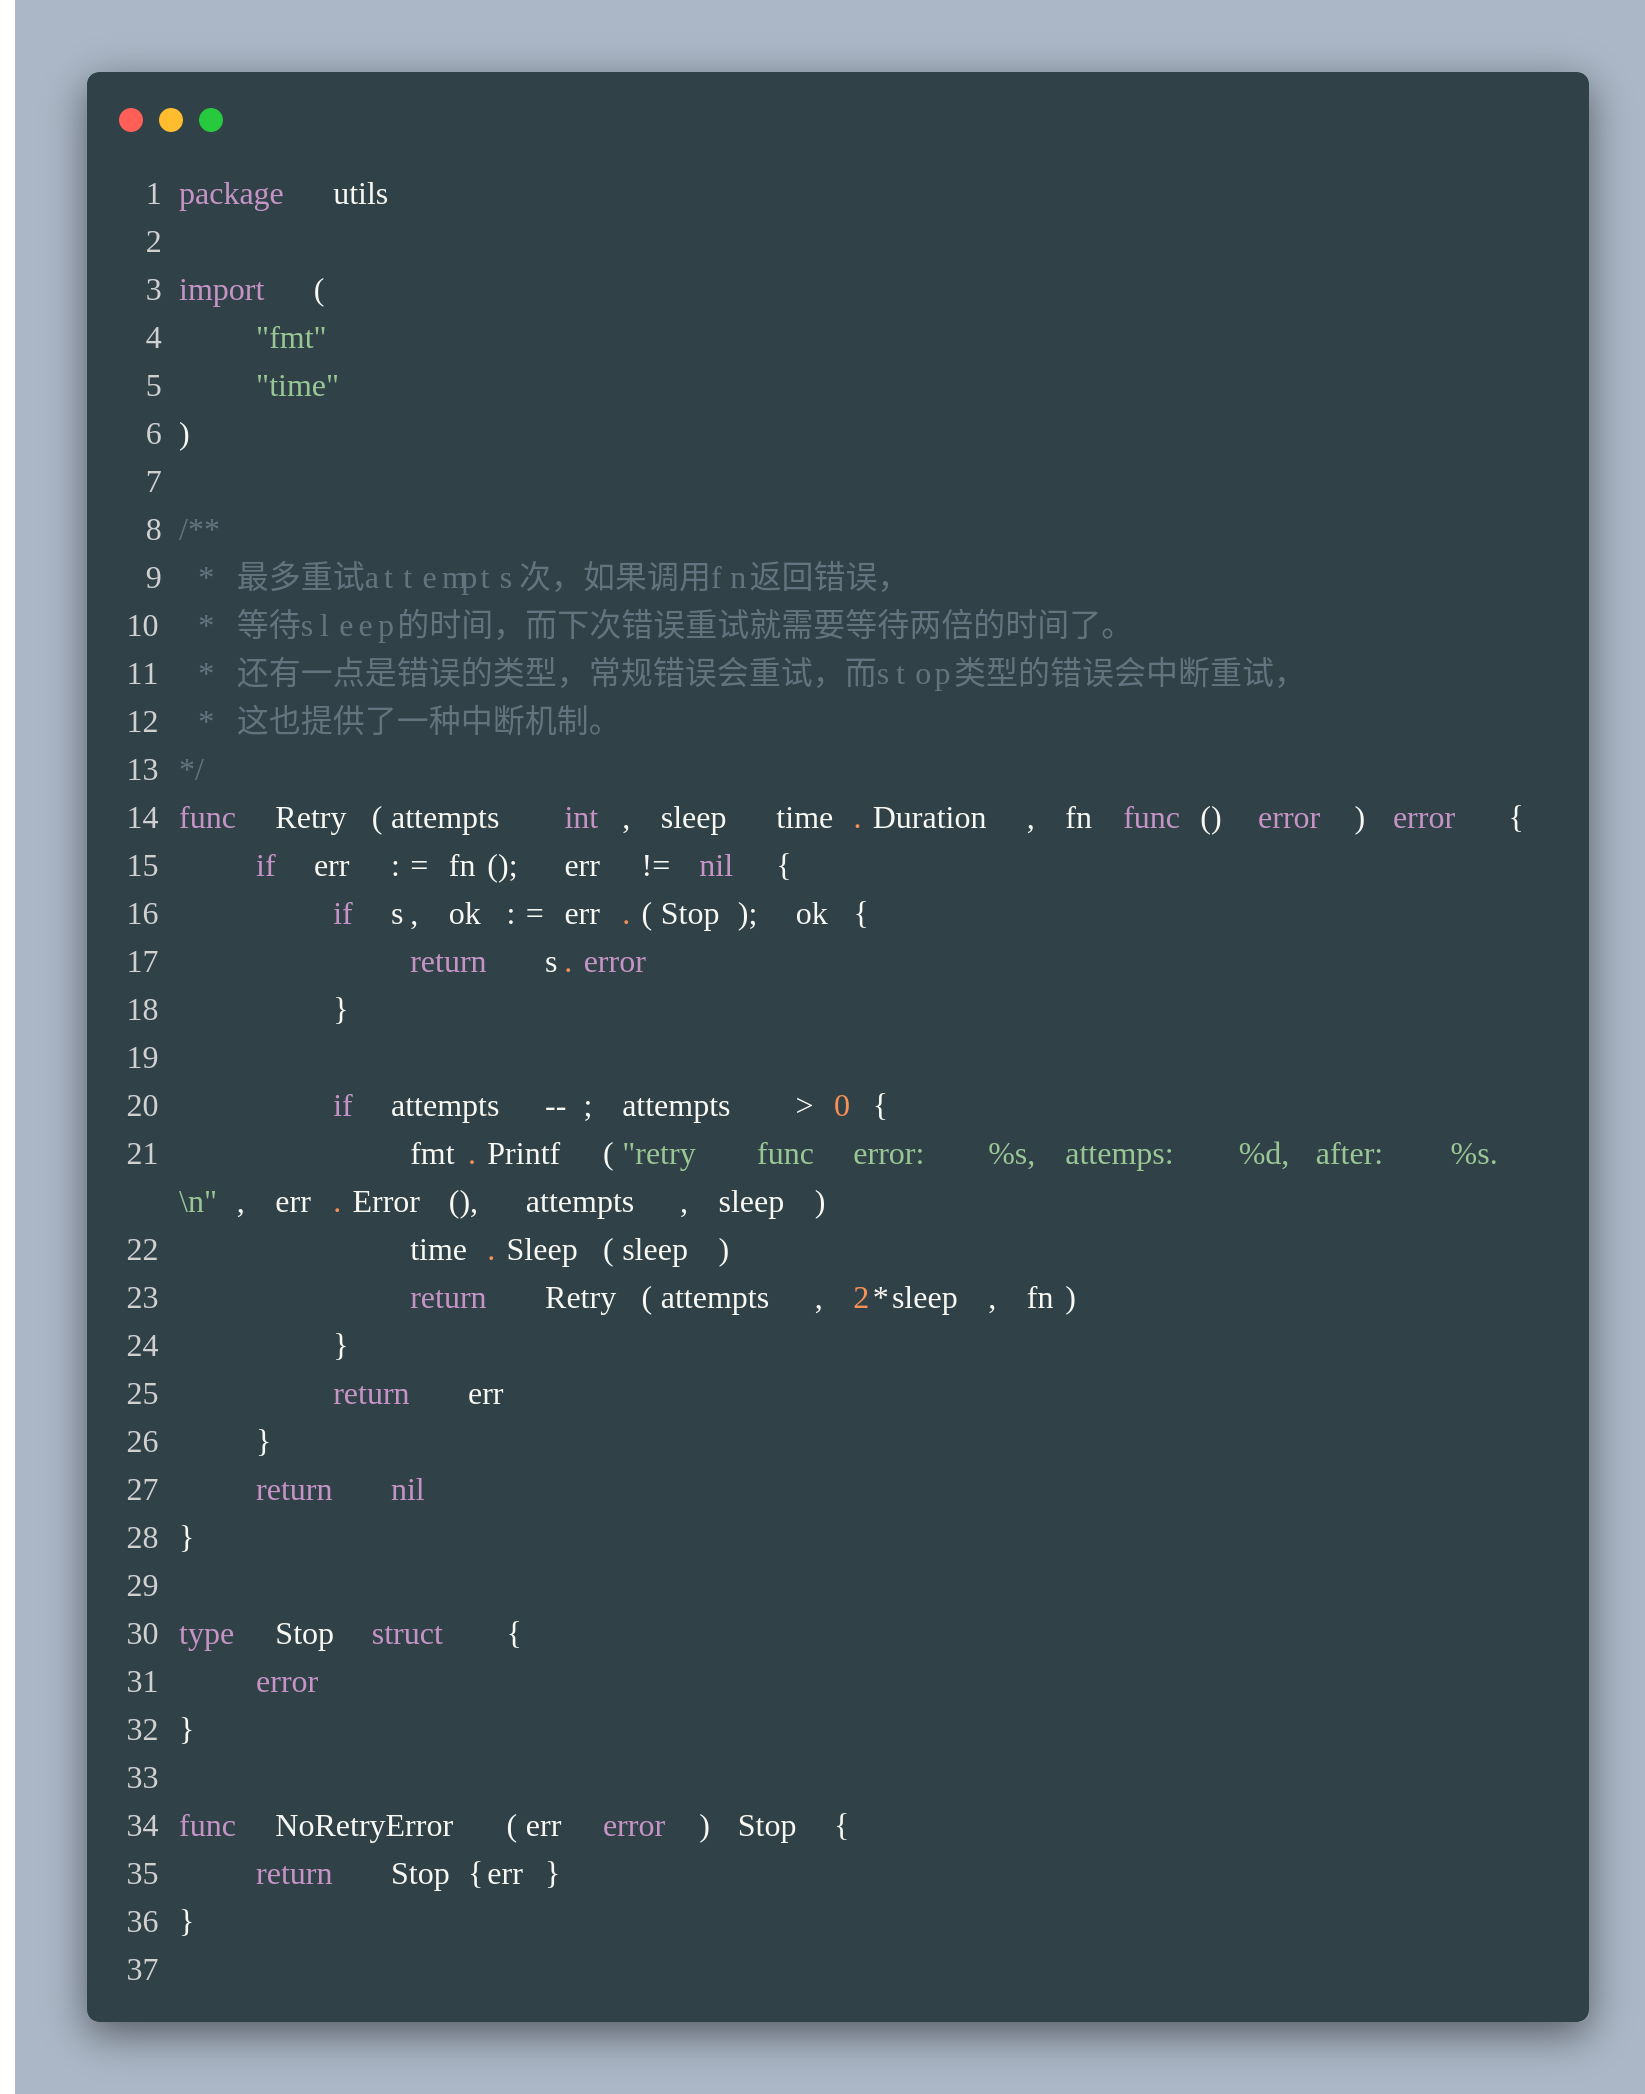 1 package utils
2
3 import (
4     "fmt"
5     "time"
6 )
7
8 /**
9  * 最多重试attempts次，如果调用fn返回错误，
10  * 等待sleep的时间，而下次错误重试就需要等待两倍的时间了。
11  * 还有一点是错误的类型，常规错误会重试，而stop类型的错误会中断重试，
12  * 这也提供了一种中断机制。
13 */
14 func Retry(attempts int, sleep time.Duration, fn func() error) error {
15     if err := fn(); err != nil {
16         if s, ok := err.(Stop); ok {
17             return s.error
18         }
19
20         if attempts--; attempts > 0 {
21             fmt.Printf("retry func error: %s, attemps: %d, after: %s.
\n", err.Error(), attempts, sleep)
22             time.Sleep(sleep)
23             return Retry(attempts, 2*sleep, fn)
24         }
25         return err
26     }
27     return nil
28 }
29
30 type Stop struct {
31     error
32 }
33
34 func NoRetryError(err error) Stop {
35     return Stop{err}
36 }
37